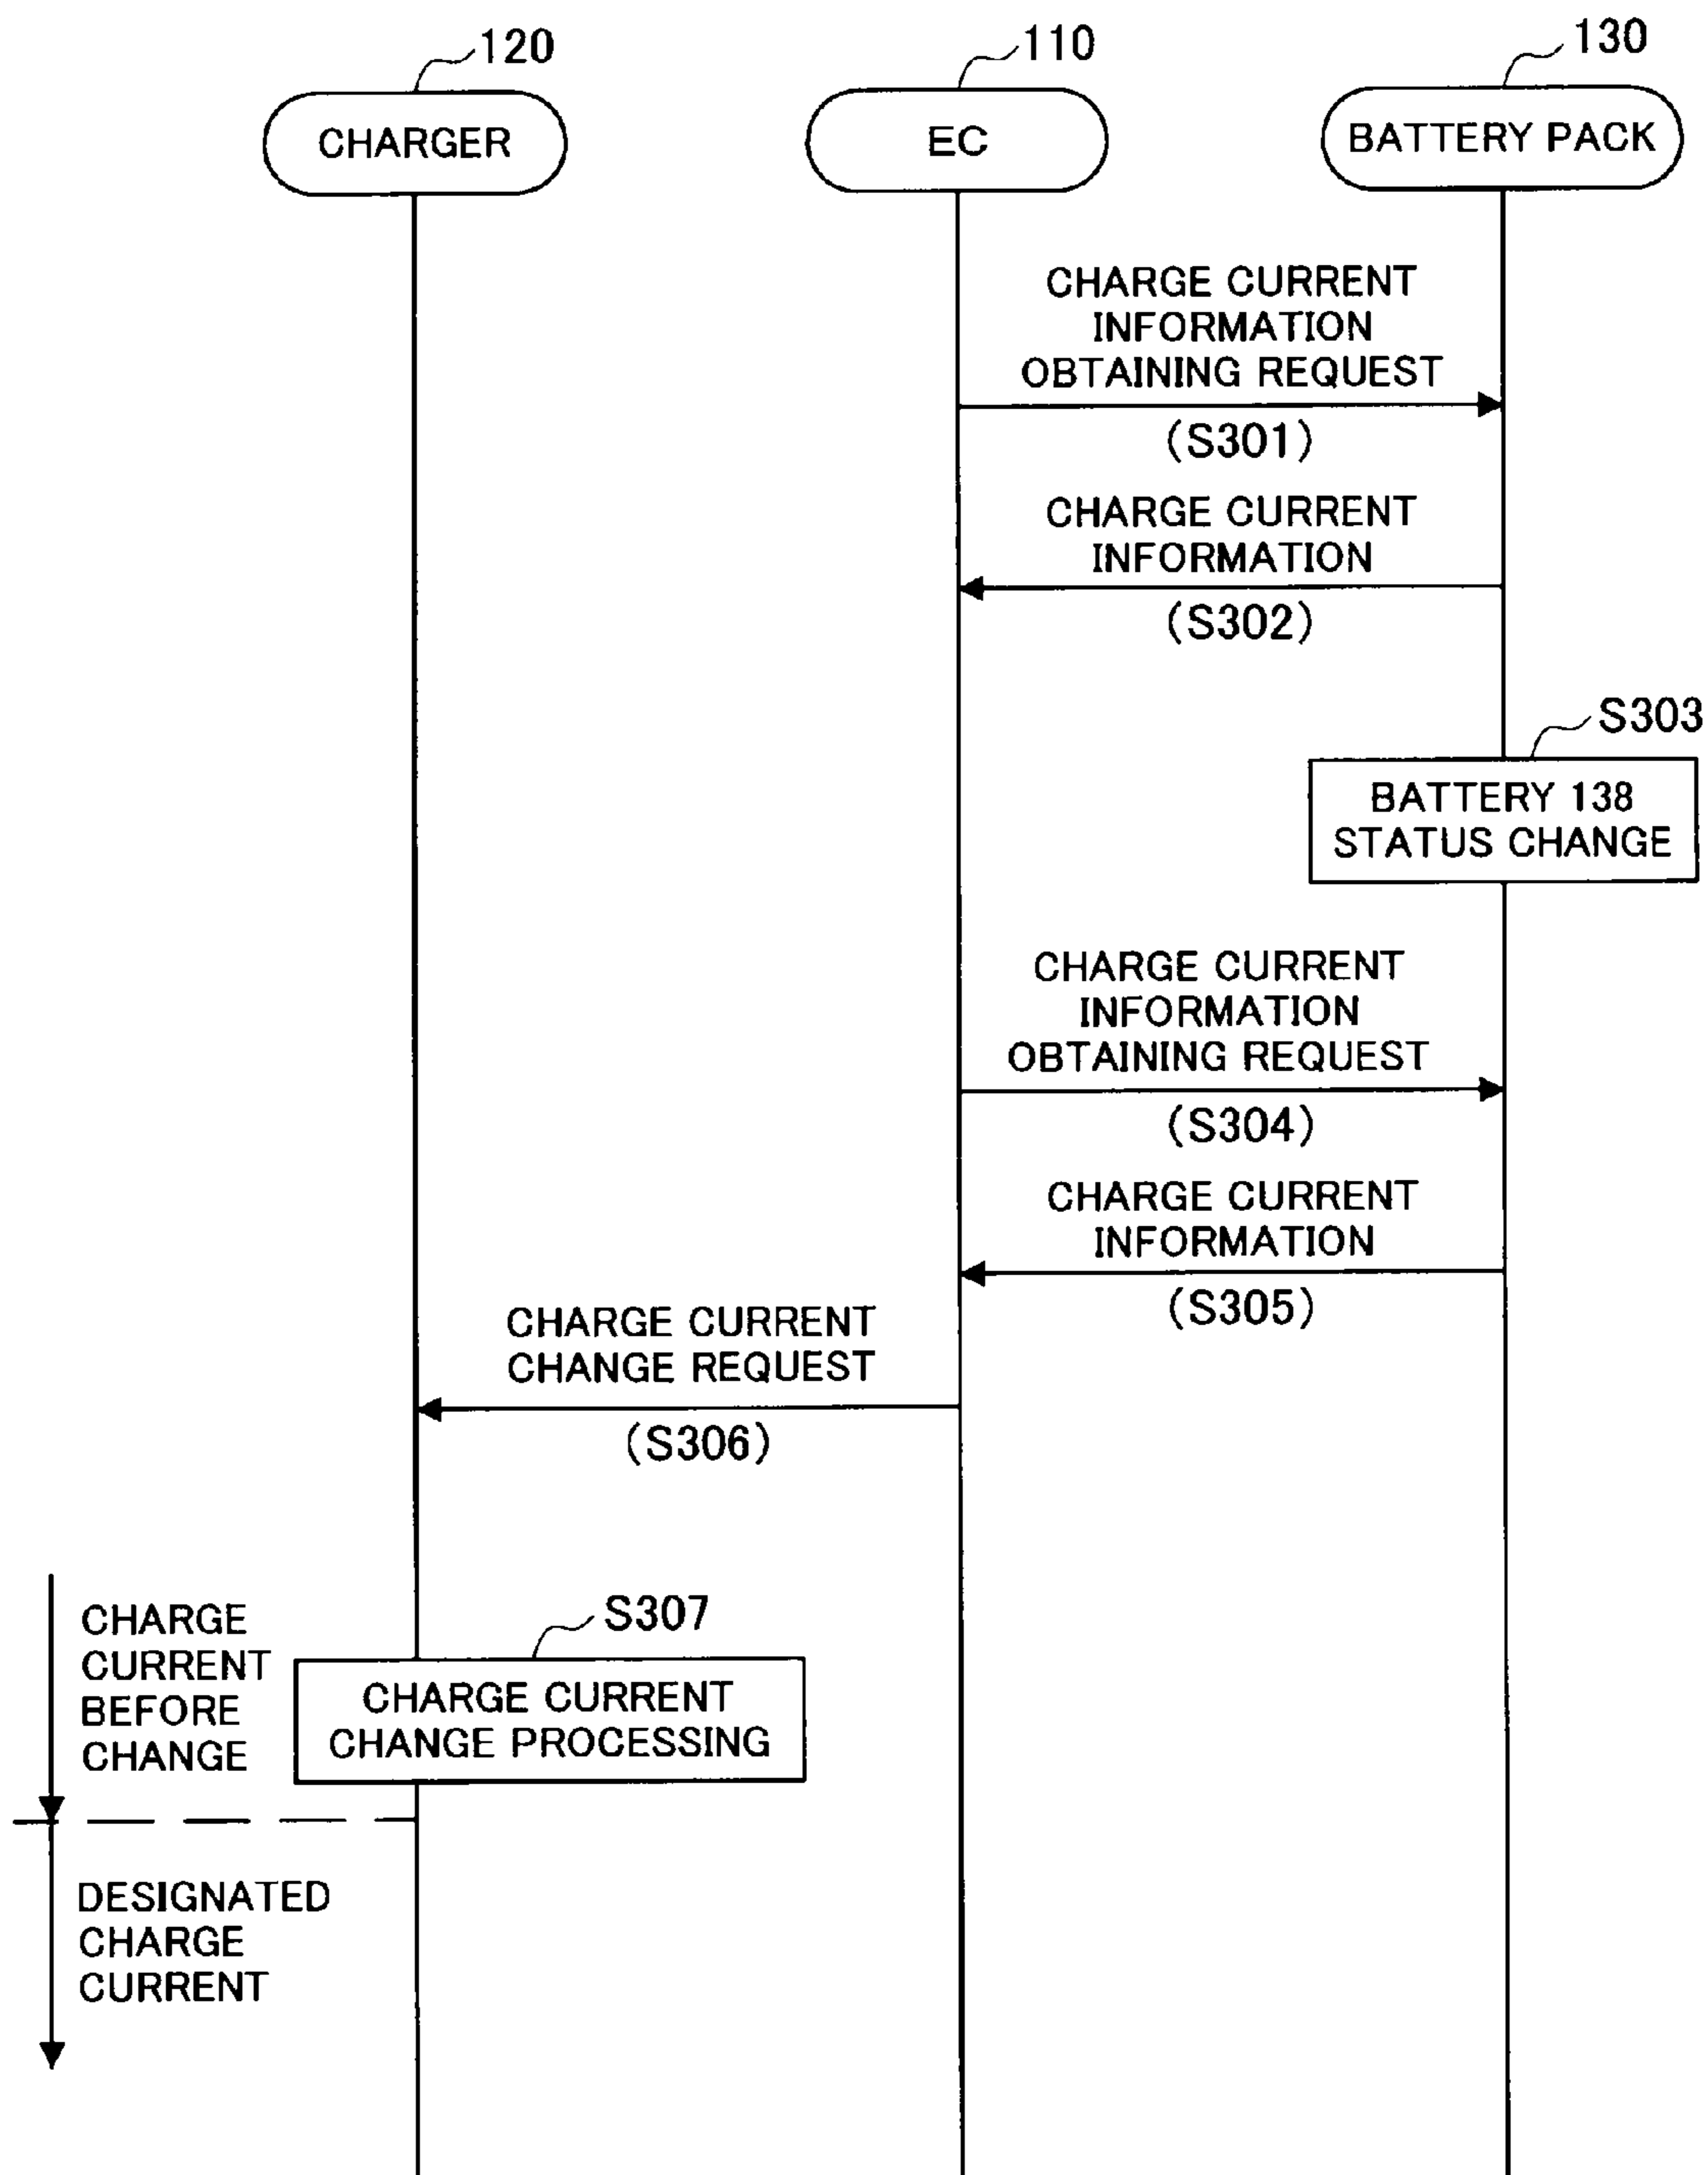 120
110
130
CHARGER
EC
BATTERY PACK
CHARGE CURRENT
INFORMATION
OBTAINING REQUEST
(S301)
CHARGE CURRENT
INFORMATION
(S302)
S303
BATTERY 138
STATUS CHANGE
CHARGE CURRENT
INFORMATION
OBTAINING REQUEST
(S304)
CHARGE CURRENT
INFORMATION
(S305)
CHARGE CURRENT
CHANGE REQUEST
(S306)
CHARGE
CURRENT
BEFORE
CHANGE
S307
CHARGE CURRENT
CHANGE PROCESSING
DESIGNATED
CHARGE
CURRENT